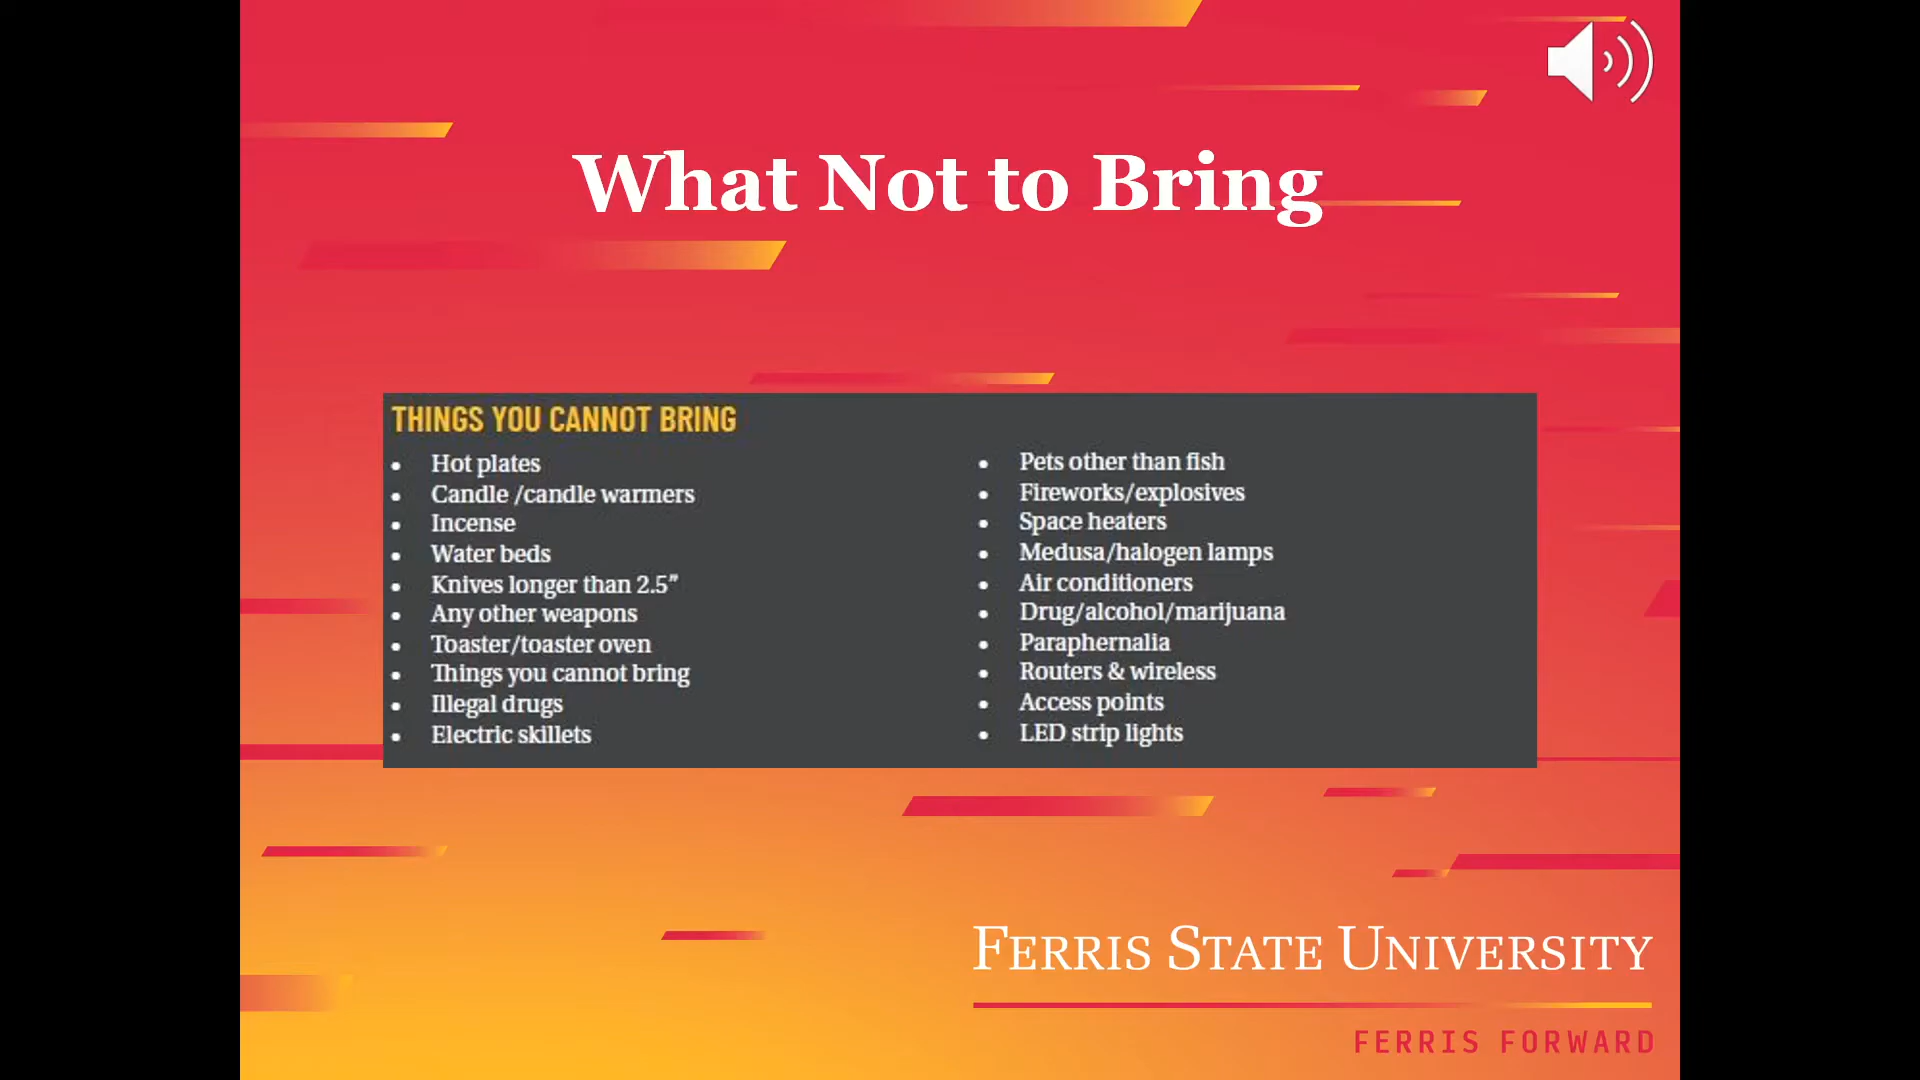 What Not to Bring
THINGS YOU CANNOT BRING
• Hot plates
• Candle /candle warmers
• Incense
• Water beds
• Knives longer than 2.5”
• Any other weapons
• Toaster/toaster oven
• Things you cannot bring
• Illegal drugs
• Electric skillets
• Pets other than fish
• Fireworks/explosives
• Space heaters
• Medusa/halogen lamps
• Air conditioners
• Drug/alcohol/marijuana
• Paraphernalia
• Routers & wireless
• Access points
• LED strip lights
FERRIS STATE UNIVERSITY
FERRIS FORWARD